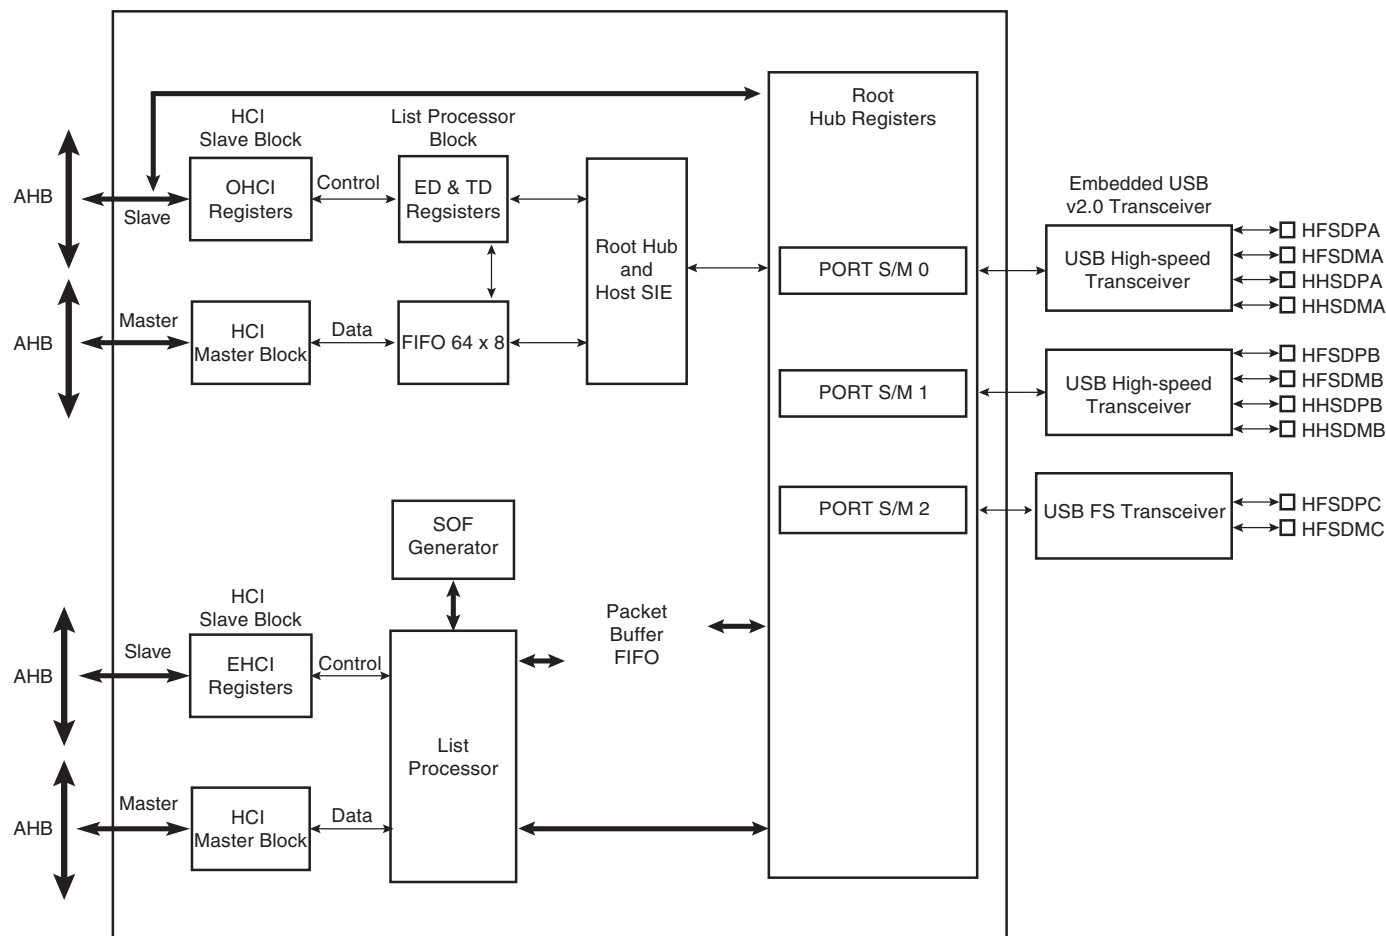 Root
Hub Registers
HCI
Slave Block
List Processor
Block
AHB
Slave
OHCI
Registers
Control
ED & TD
Regsisters
Root Hub
and
Host SIE
AHB
Master
HCI
Master Block
Data
FIFO 64 x 8
PORT S/M 0
PORT S/M 1
PORT S/M 2
Embedded USB
v2.0 Transceiver
USB High-speed
Transceiver
HFSDPA
HFSDMA
HHSDPA
HHSDMA
USB High-speed
Transceiver
HFSDPB
HFSDMB
HHSDPB
HHSDMB
USB FS Transceiver
HFSDPC
HFSDMC
SOF
Generator
HCI
Slave Block
AHB
Slave
EHCI
Registers
Control
Packet
Buffer
FIFO
List
Processor
AHB
Master
HCI
Master Block
Data